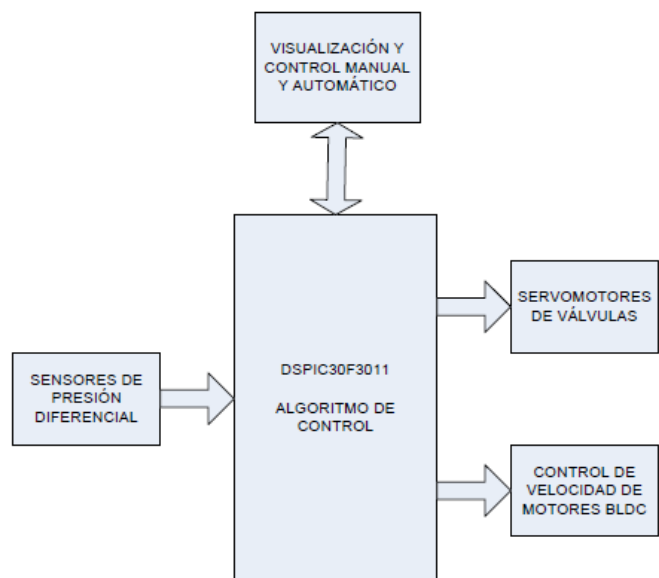 VISUALIZACIÓN Y
CONTROL MANUAL
Y AUTOMÁTICO
SERVOMOTORES
DE VÁLVULAS
SENSORES DE
PRESIÓN
DIFERENCIAL
DSPIC30F3011
ALGORITMO DE
CONTROL
CONTROL DE
VELOCIDAD DE
MOTORES BLDC